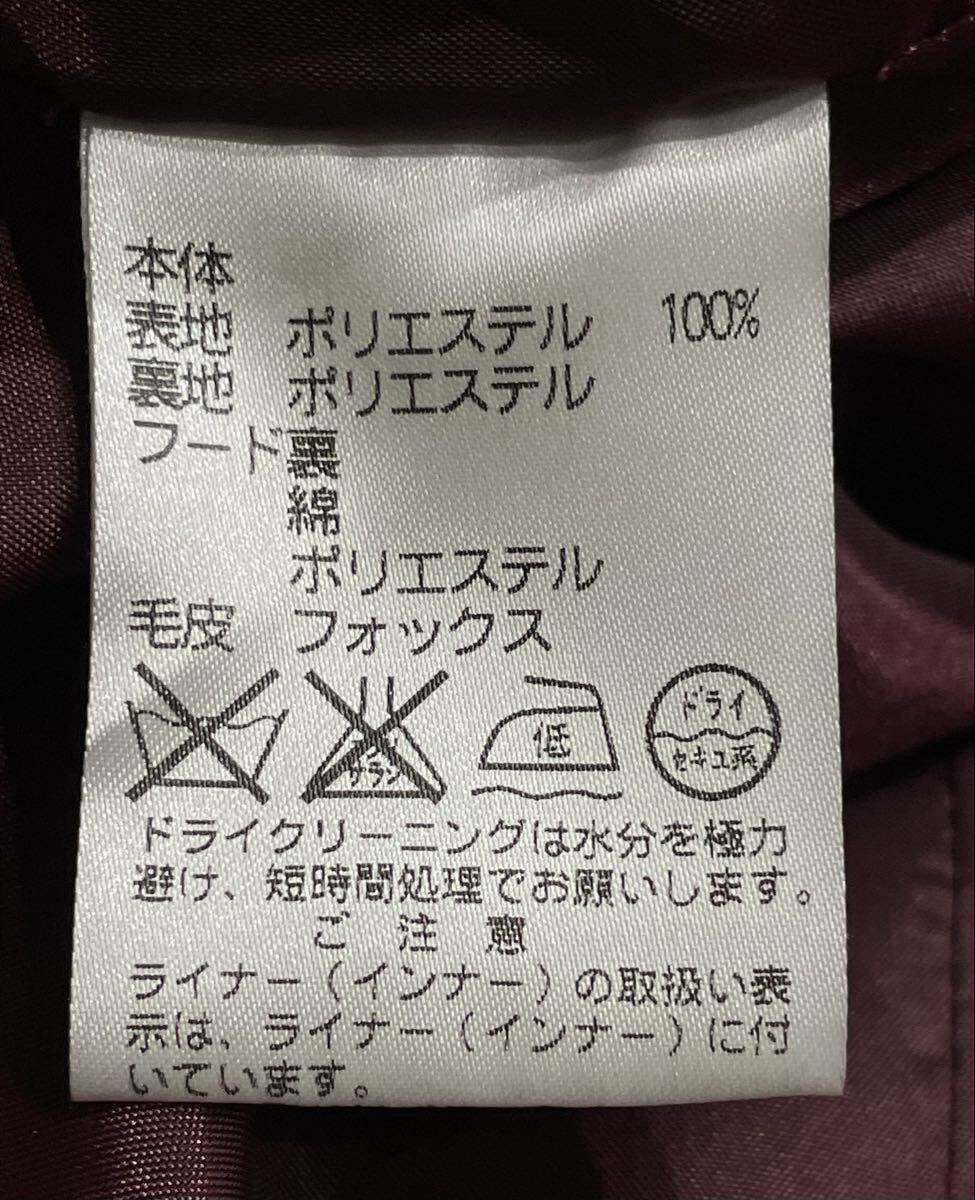 本体
表地 ポリエステル 100%
裏地 ポリエステル
フード裏
綿
ポリエステル
毛皮 フォックス
サラシ 低 ドライ
セキユ系
ドライクリーニングは水分を極力
避け、短時間処理でお願いします。
ご注意
ライナー(インナー)の取扱い表
示は、ライナー(インナー)に付
いています。